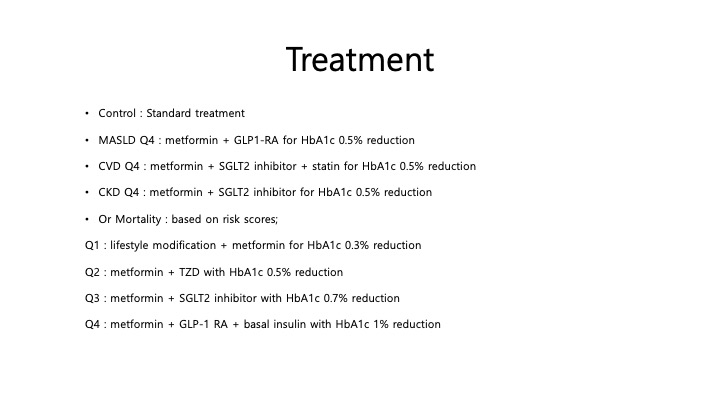 Treatment
• Control : Standard treatment
• MASLD Q4 : metformin + GLP1-RA for HbA1c 0.5% reduction
• CVD Q4 : metformin + SGLT2 inhibitor + statin for HbA1c 0.5% reduction
• CKD Q4 : metformin + SGLT2 inhibitor for HbA1c 0.5% reduction
• Or Mortality : based on risk scores;
Q1 : lifestyle modification + metformin for HbA1c 0.3% reduction
Q2 : metformin + TZD with HbA1c 0.5% reduction
Q3 : metformin + SGLT2 inhibitor with HbA1c 0.7% reduction
Q4 : metformin + GLP-1 RA + basal insulin with HbA1c 1% reduction